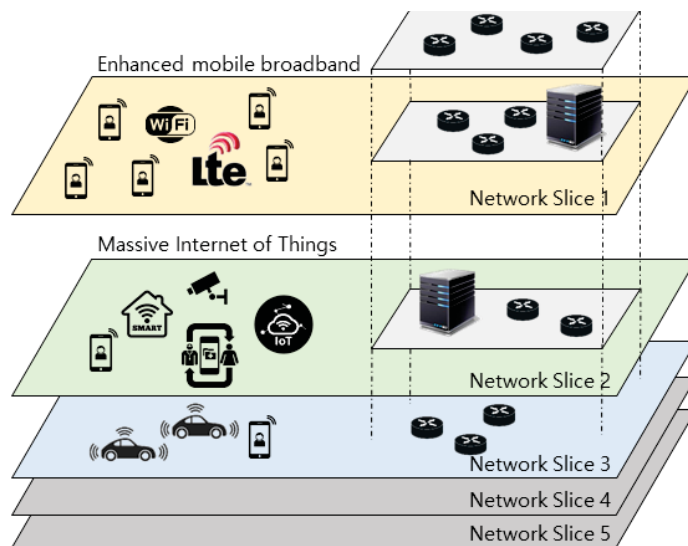 Enhanced mobile broadband
WiFi
Lte™
Network Slice 1
Massive Internet of Things
SMART
IoT
Network Slice 2
Network Slice 3
Network Slice 4
Network Slice 5